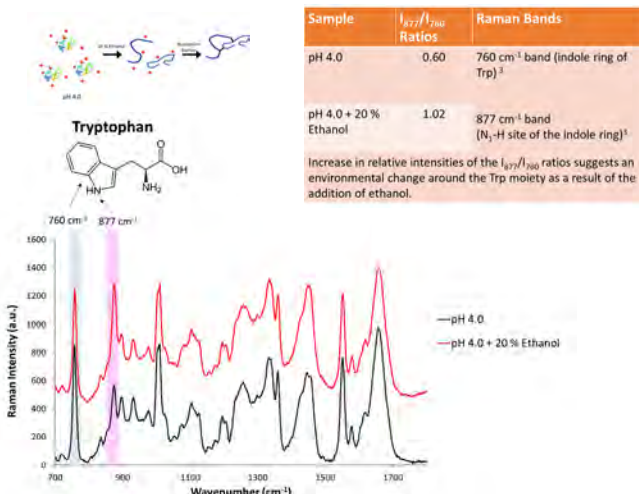 pH 4.0
Tryptophan
O
OH
NH₂
HN
760 cm⁻¹ 877 cm⁻¹
Sample I₈₇₇/I₇₆₀ Ratios Raman Bands
pH 4.0 0.60 760 cm⁻¹ band (indole ring of Trp) ³
pH 4.0 + 20 % Ethanol 1.02 877 cm⁻¹ band (N₁-H site of the indole ring)³
Increase in relative intensities of the I₈₇₇/I₇₆₀ ratios suggests an
environmental change around the Trp moiety as a result of the
addition of ethanol.
Raman Intensity (a.u.)
1600
1400
1200
1000
800
600
400
200
0
700 900 1100 1300 1500 1700
Wavenumber (cm⁻¹)
pH 4.0
pH 4.0 + 20 % Ethanol